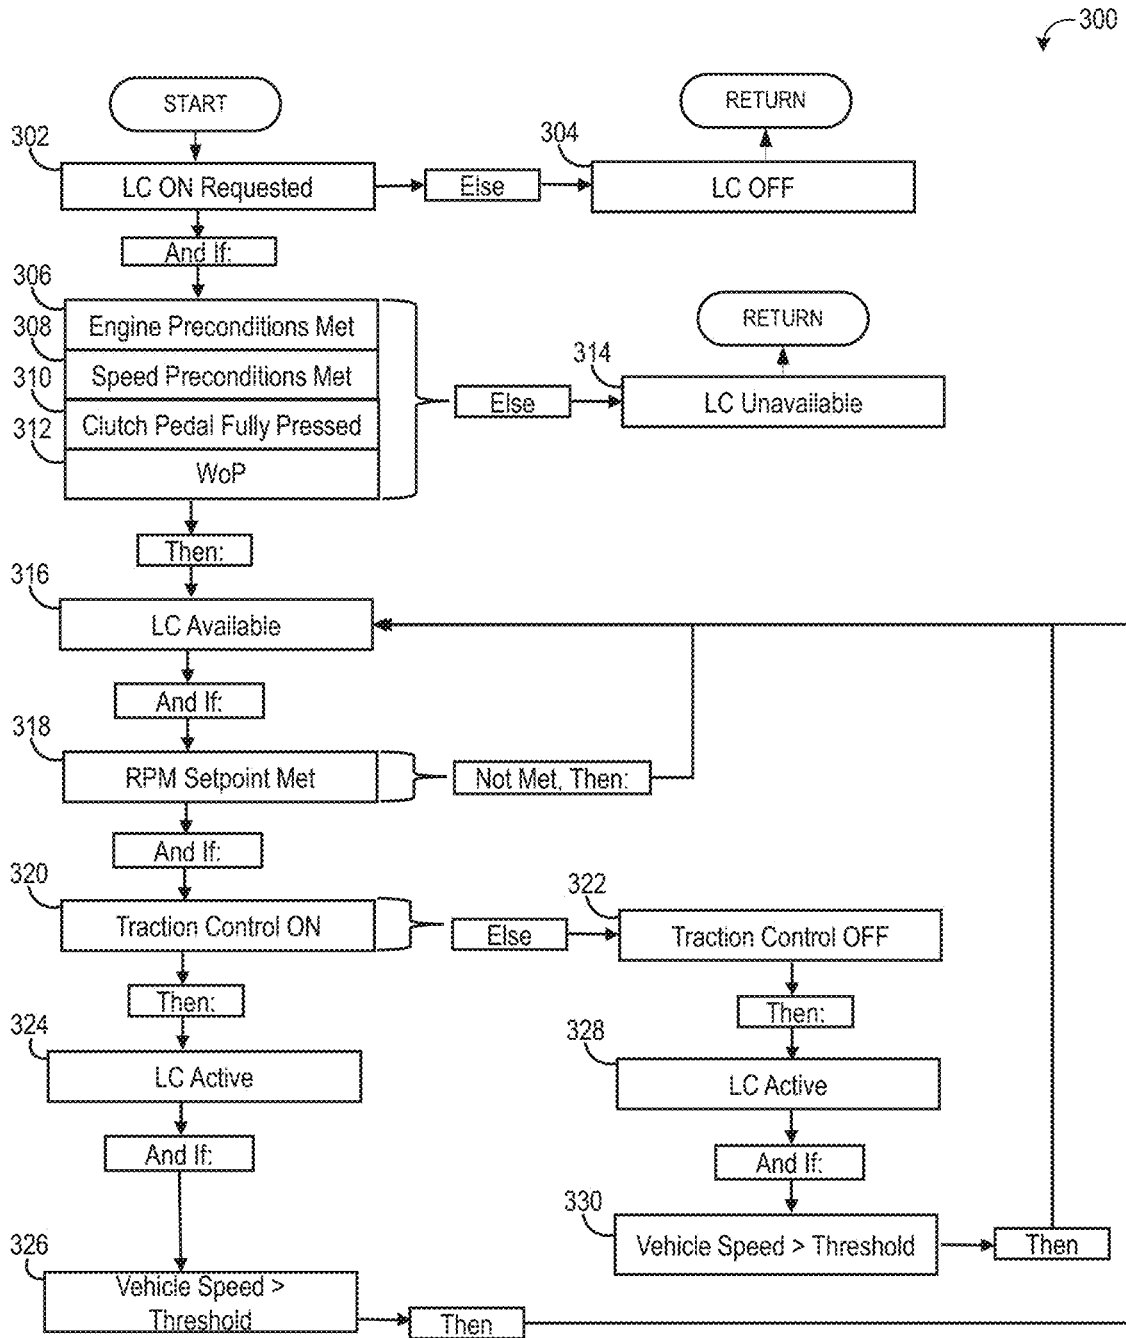 300
START
RETURN
302
304
LC ON Requested
Else
LC OFF
And If:
306
Engine Preconditions Met
RETURN
308
Speed Preconditions Met
314
310
Else
LC Unavailable
Clutch Pedal Fully Pressed
312
WoP
Then:
316
LC Available
And If:
318
RPM Setpoint Met
Not Met, Then:
And If:
320
322
Traction Control ON
Else
Traction Control OFF
Then:
Then:
324
328
LC Active
LC Active
And If:
And If:
330
Vehicle Speed > Threshold
Then
326
Vehicle Speed >
Threshold
Then